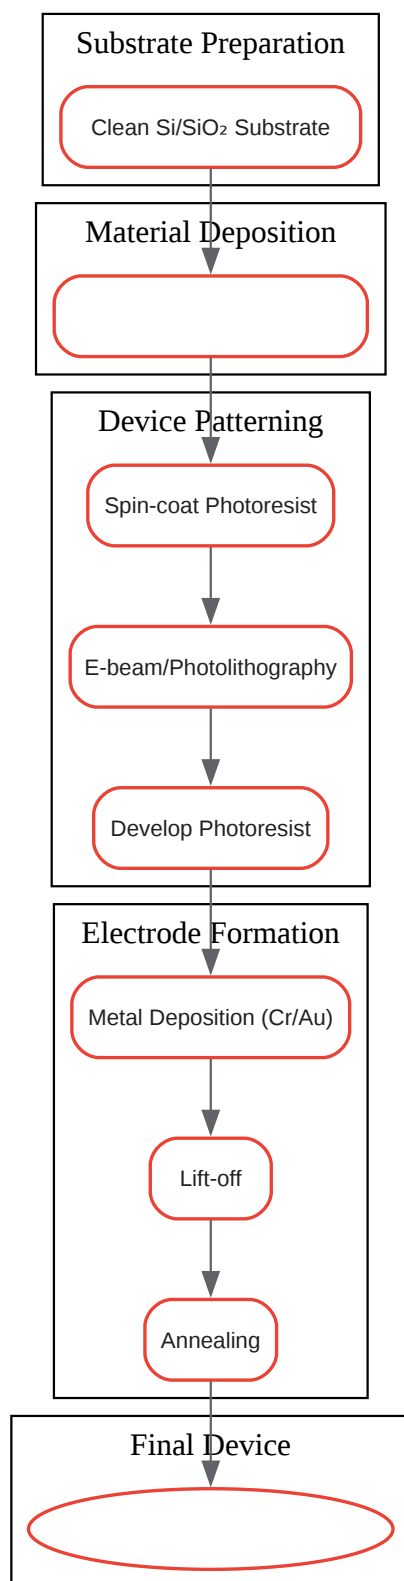 Substrate Preparation
Clean Si/SiO₂ Substrate
Material Deposition
Device Patterning
Spin-coat Photoresist
E-beam/Photolithography
Develop Photoresist
Electrode Formation
Metal Deposition (Cr/Au)
Lift-off
Annealing
Final Device